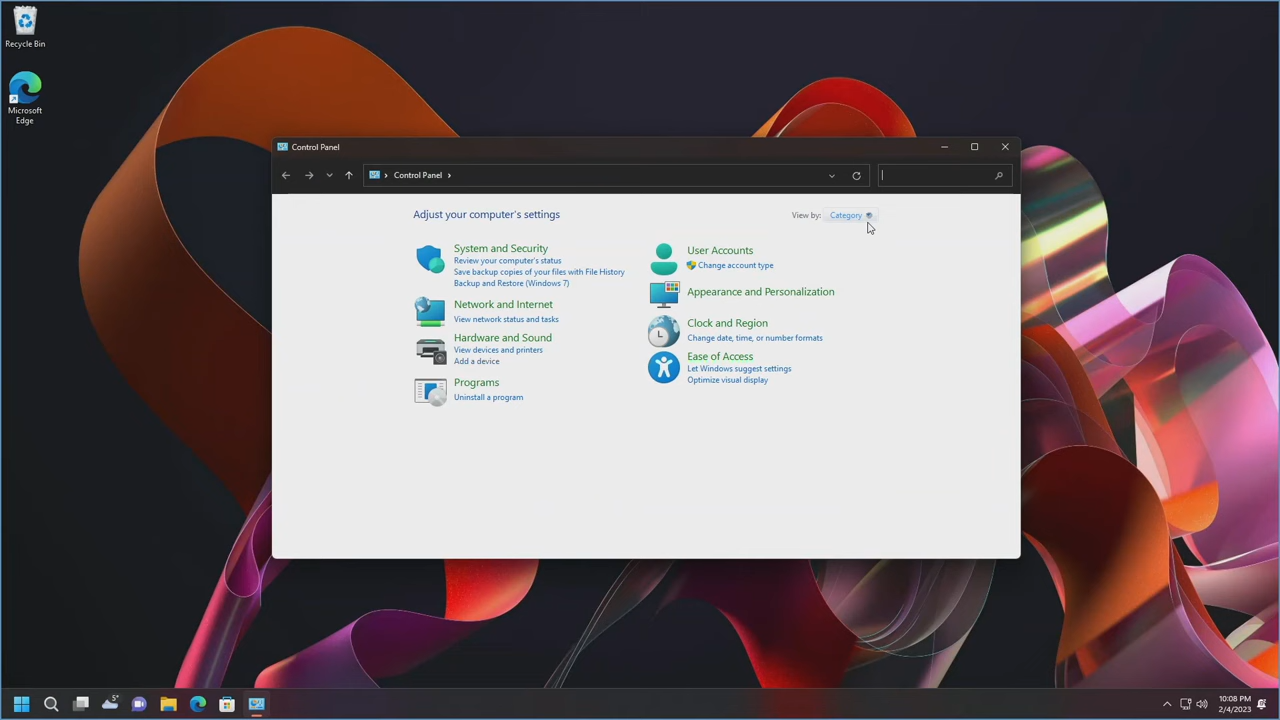 Recycle Bin
Microsoft
Edge
Control Panel
Control Panel
Adjust your computer's settings
View by: Category
System and Security
Review your computer's status
Save backup copies of your files with File History
Backup and Restore (Windows 7)
Network and Internet
View network status and tasks
Hardware and Sound
View devices and printers
Add a device
Programs
Uninstall a program
User Accounts
Change account type
Appearance and Personalization
Clock and Region
Change date, time, or number formats
Ease of Access
Let Windows suggest settings
Optimize visual display
5°
10:08 PM
2/4/2023